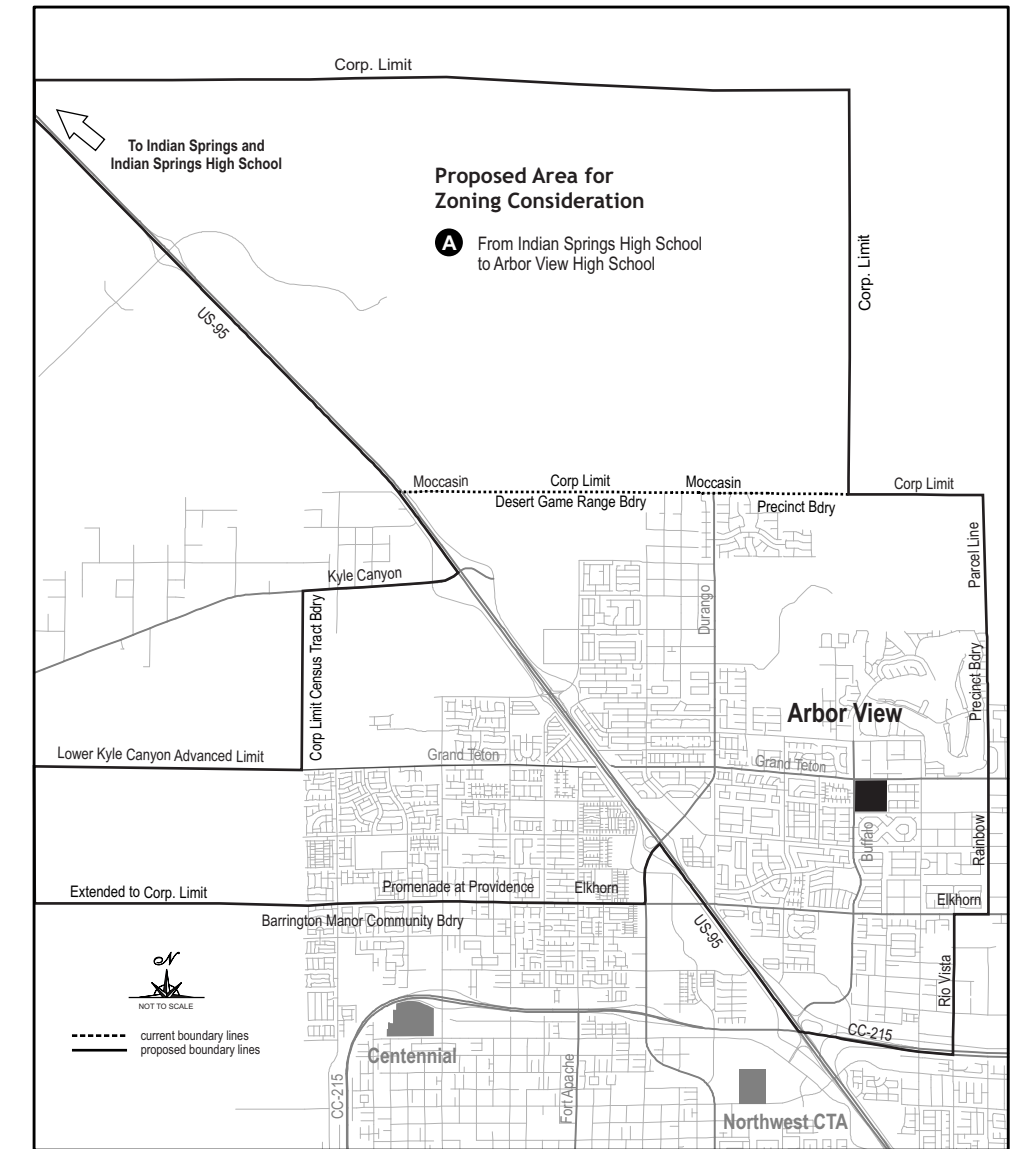 Corp. Limit
To Indian Springs and
Indian Springs High School
Proposed Area for
Zoning Consideration
A
From Indian Springs High School
to Arbor View High School
Corp. Limit
US-95
Moccasin
Corp Limit
Moccasin
Corp Limit
Desert Game Range Bdry
Precinct Bdry
Parcel Line
Kyle Canyon
Durango
Corp Limit Census Tract Bdry
Precinct Bdry
Arbor View
Lower Kyle Canyon Advanced Limit
Grand Teton
Grand Teton
Buffalo
Rainbow
Extended to Corp. Limit
Promenade at Providence
Elkhorn
Elkhorn
Barrington Manor Community Bdry
US-95
N
NOT TO SCALE
Rio Vista
current boundary lines
proposed boundary lines
CC-215
Centennial
CC-215
Fort Apache
Northwest CTA